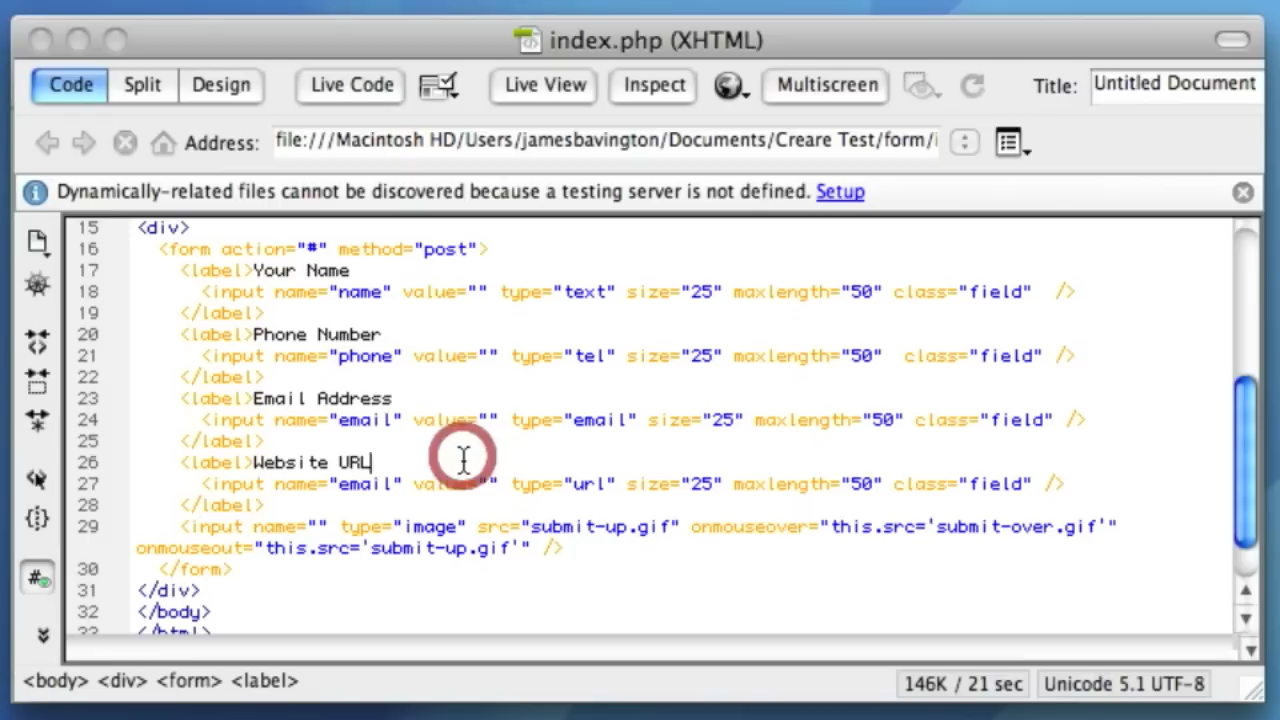 index.php (XHTML)
Code Split Design Live Code Live View Inspect Multiscreen Title: Untitled Document
Address: file:///Macintosh HD/Users/jamesbavington/Documents/Creare Test/form/
Dynamically-related files cannot be discovered because a testing server is not defined. Setup
15 <div>
16 <form action="#" method="post">
17 <label>Your Name
18 <input name="name" value="" type="text" size="25" maxlength="50" class="field"  />
19 </label>
20 <label>Phone Number
21 <input name="phone" value="" type="tel" size="25" maxlength="50"  class="field" />
22 </label>
23 <label>Email Address
24 <input name="email" value="" type="email" size="25" maxlength="50" class="field" />
25 </label>
26 <label>Website URL
27 <input name="email" value="" type="url" size="25" maxlength="50" class="field" />
28 </label>
29 <input name="" type="image" src="submit-up.gif" onmouseover="this.src='submit-over.gif'"
onmouseout="this.src='submit-up.gif'" />
30 </form>
31 </div>
32 </body>
33 </html>
<body> <div> <form> <label> 146K / 21 sec Unicode 5.1 UTF-8